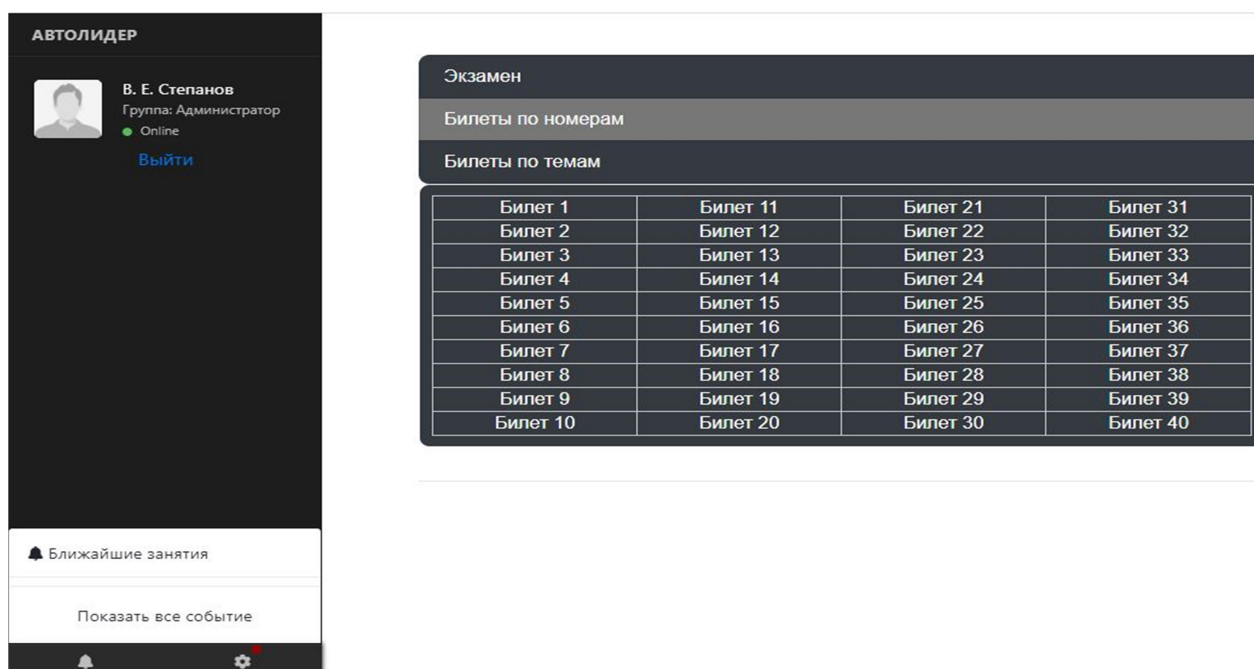 АВТОЛИДЕР
В. Е. Степанов
Группа: Администратор
Online
Выйти
Экзамен
Билеты по номерам
Билеты по темам
Билет 1 Билет 11 Билет 21 Билет 31
Билет 2 Билет 12 Билет 22 Билет 32
Билет 3 Билет 13 Билет 23 Билет 33
Билет 4 Билет 14 Билет 24 Билет 34
Билет 5 Билет 15 Билет 25 Билет 35
Билет 6 Билет 16 Билет 26 Билет 36
Билет 7 Билет 17 Билет 27 Билет 37
Билет 8 Билет 18 Билет 28 Билет 38
Билет 9 Билет 19 Билет 29 Билет 39
Билет 10 Билет 20 Билет 30 Билет 40
Ближайшие занятия
Показать все событие